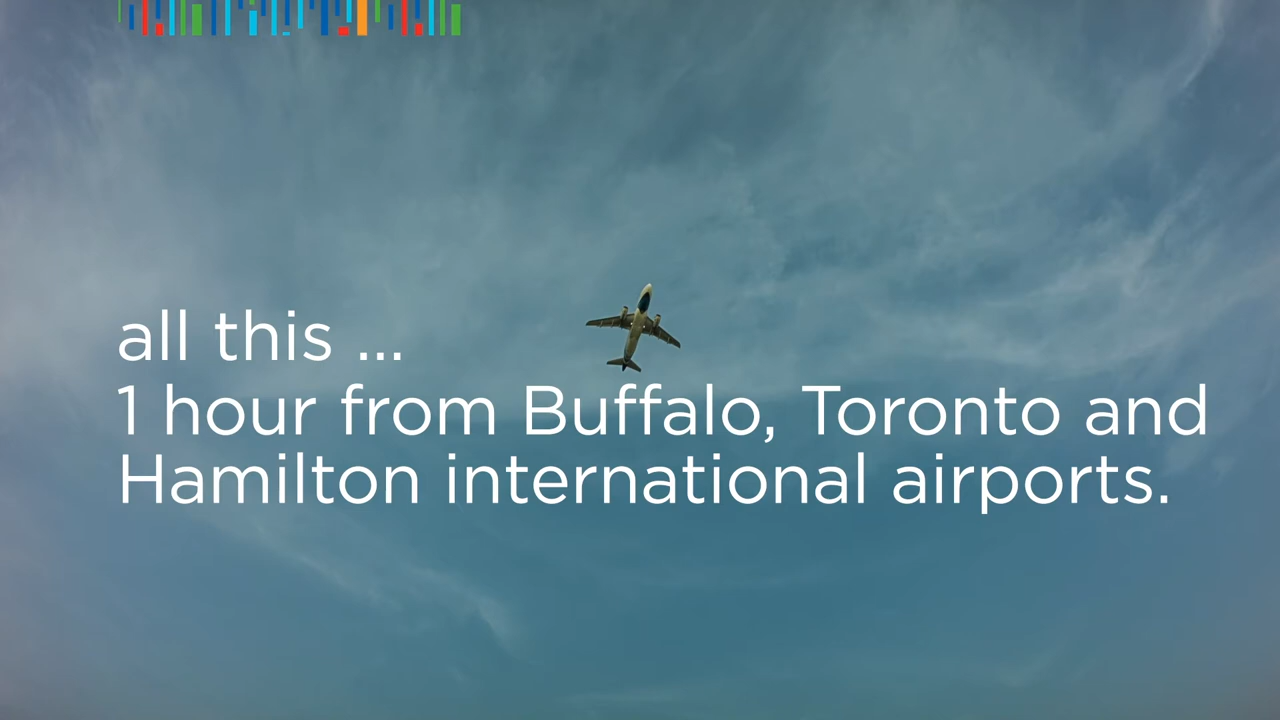 all this ...
1 hour from Buffalo, Toronto and
Hamilton international airports.